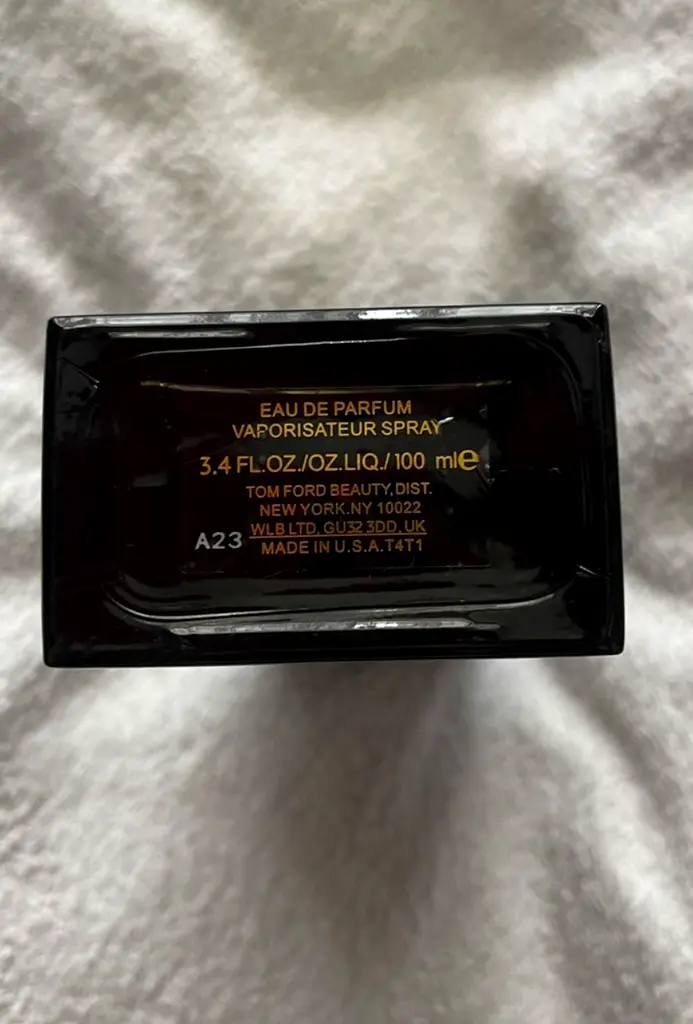 EAU DE PARFUM
VAPORISATEUR SPRAY
3.4 FL.OZ./OZ.LIQ./100 ml℮
TOM FORD BEAUTY, DIST.
NEW YORK.NY 10022
WLB LTD, GU32 3DD, UK
A23 MADE IN U.S.A.T4T1